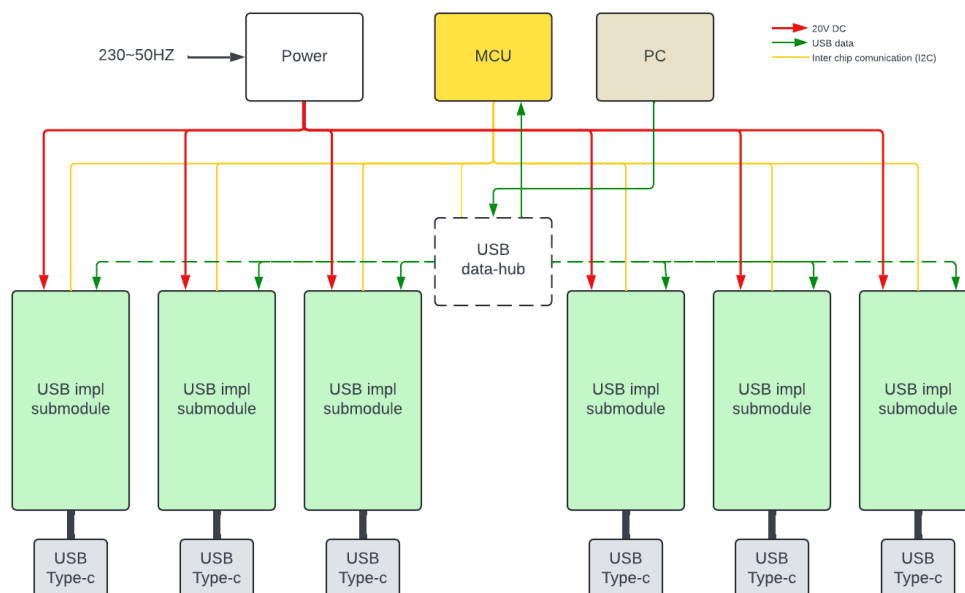 230~50HZ
Power
MCU
PC
20V DC
USB data
Inter chip comunication (I2C)
USB
data-hub
USB impl
submodule
USB impl
submodule
USB impl
submodule
USB impl
submodule
USB impl
submodule
USB impl
submodule
USB
Type-c
USB
Type-c
USB
Type-c
USB
Type-c
USB
Type-c
USB
Type-c